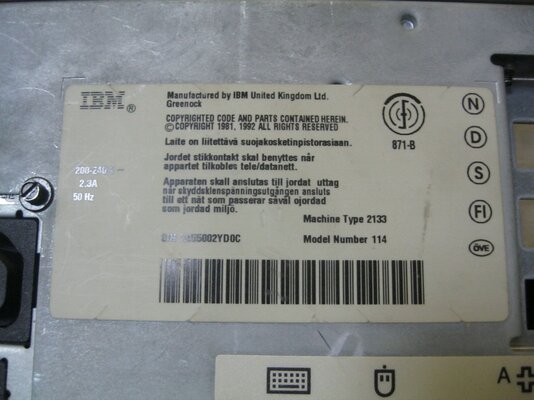 IBM®
Manufactured by IBM United Kingdom Ltd.
Greenock
COPYRIGHTED CODE AND PARTS CONTAINED HEREIN.
©COPYRIGHT 1981, 1992 ALL RIGHTS RESERVED
Laite on liitettävä suojakosketinpistorasiaan.
Jordet stikkontakt skal benyttes når
appartet tilkobles tele/datanett.
Apparaten skall anslutas till jordat uttag
når skyddsklenspänningsutgången ansluts
till ett nåt som passerar såväl ojordad
som jordad miljö.
2.3A
50 Hz
Machine Type 2133
Model Number 114
871-B
N
D
S
FI
ÖVE
A